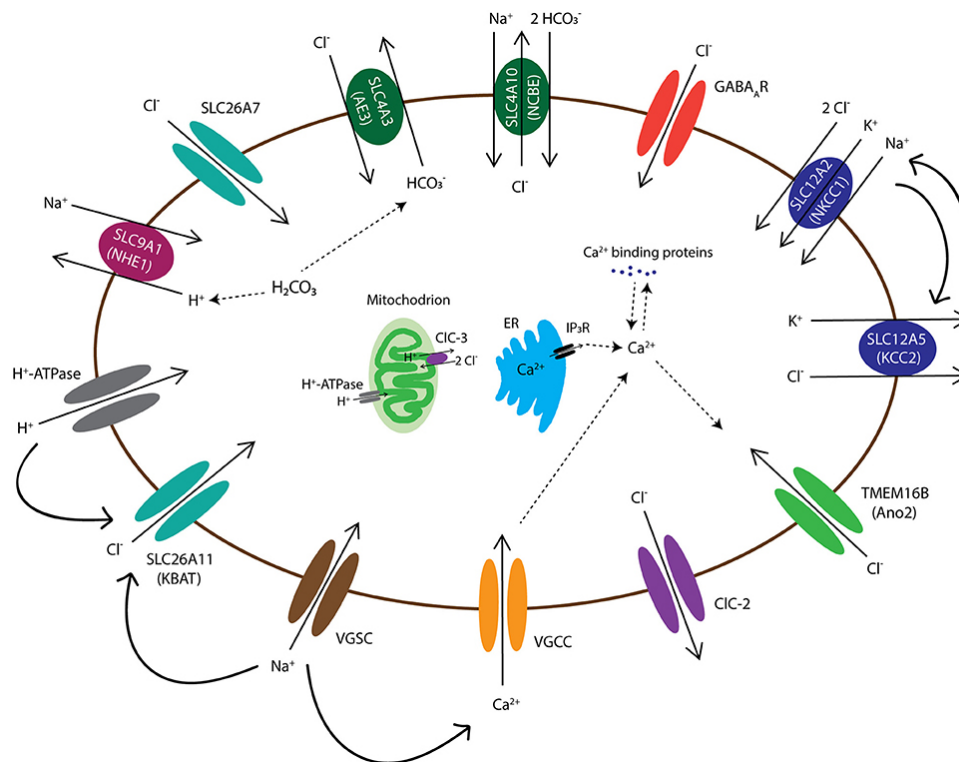 Na⁺
2 HCO₃⁻
Cl⁻
SLC4A3
(AE3)
HCO₃⁻
SLC4A10
(NCBE)
Cl⁻
Cl⁻
GABA_AR
Cl⁻
SLC26A7
2 Cl⁻
K⁺
Na⁺
SLC12A2
(NKCC1)
Na⁺
SLC9A1
(NHE1)
H⁺
H₂CO₃
Ca²⁺ binding proteins
Mitochodrion
ClC-3
H⁺
2 Cl⁻
H⁺-ATPase
H⁺
ER
IP₃R
Ca²⁺
Ca²⁺
K⁺
SLC12A5
(KCC2)
Cl⁻
H⁺-ATPase
H⁺
Cl⁻
SLC26A11
(KBAT)
VGSC
Na⁺
VGCC
Ca²⁺
Cl⁻
ClC-2
TMEM16B
(Ano2)
Cl⁻